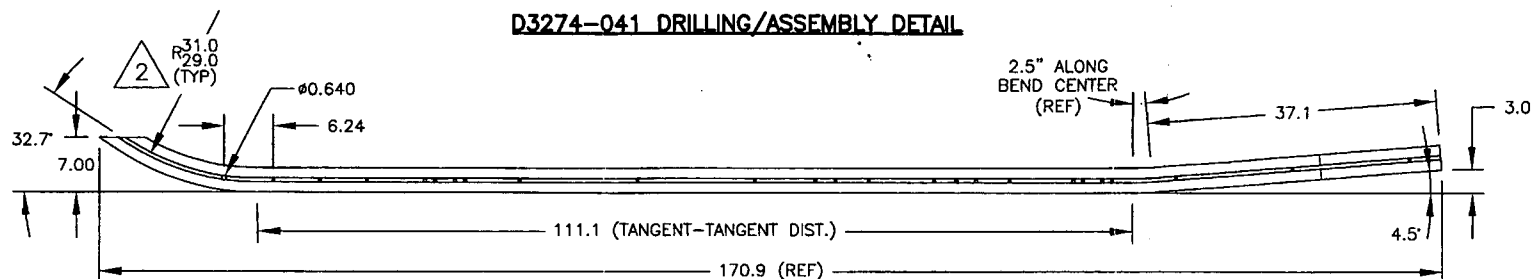 D3274-041 DRILLING/ASSEMBLY DETAIL
2
R31.0
29.0
(TYP)
ø0.640
6.24
32.7°
7.00
2.5" ALONG
BEND CENTER
(REF)
37.1
3.0
111.1 (TANGENT-TANGENT DIST.)
4.5°
170.9 (REF)